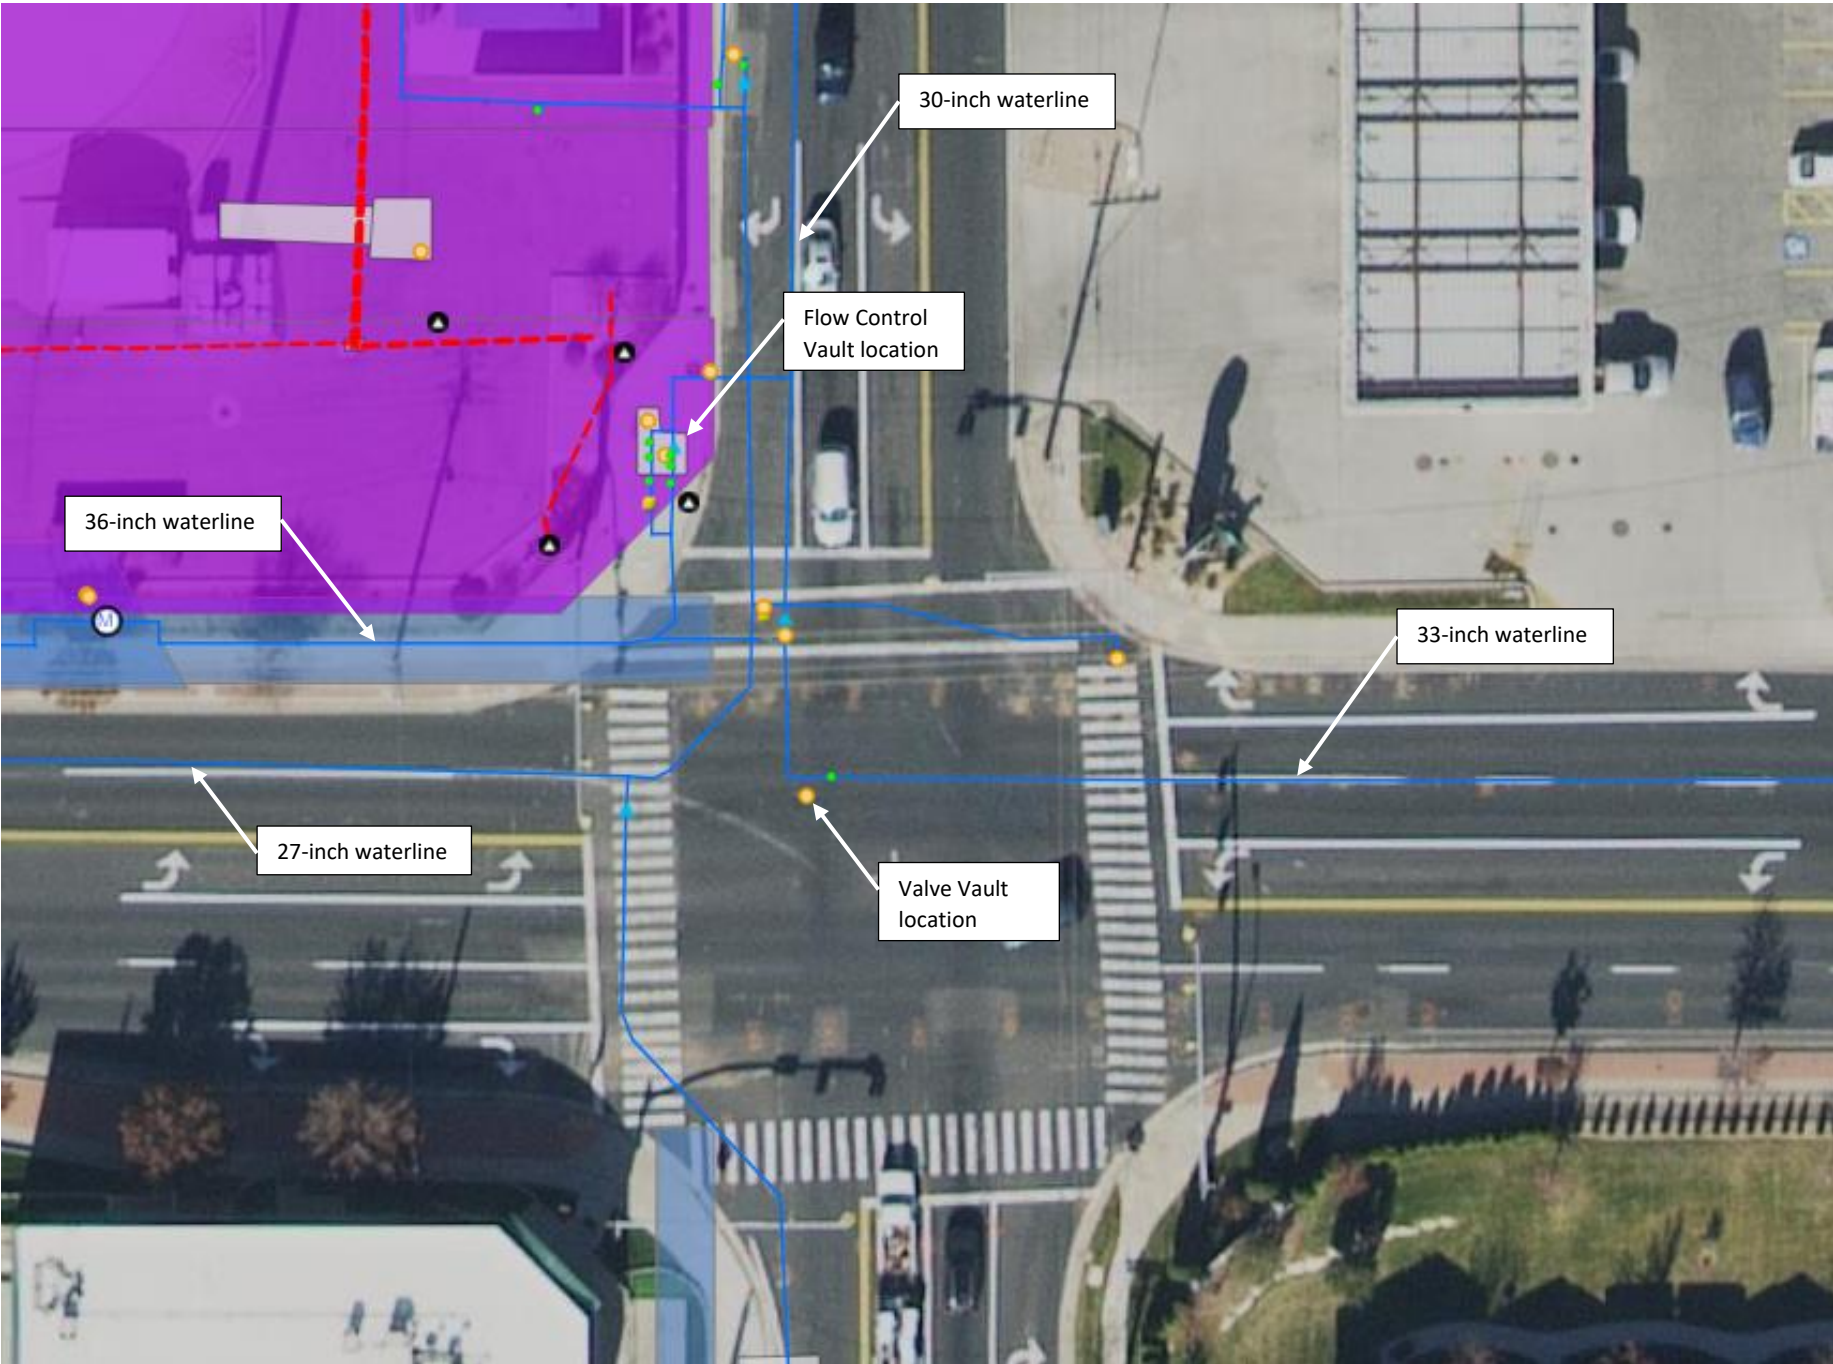 30-inch waterline
Flow Control
Vault location
36-inch waterline
33-inch waterline
27-inch waterline
Valve Vault
location
M